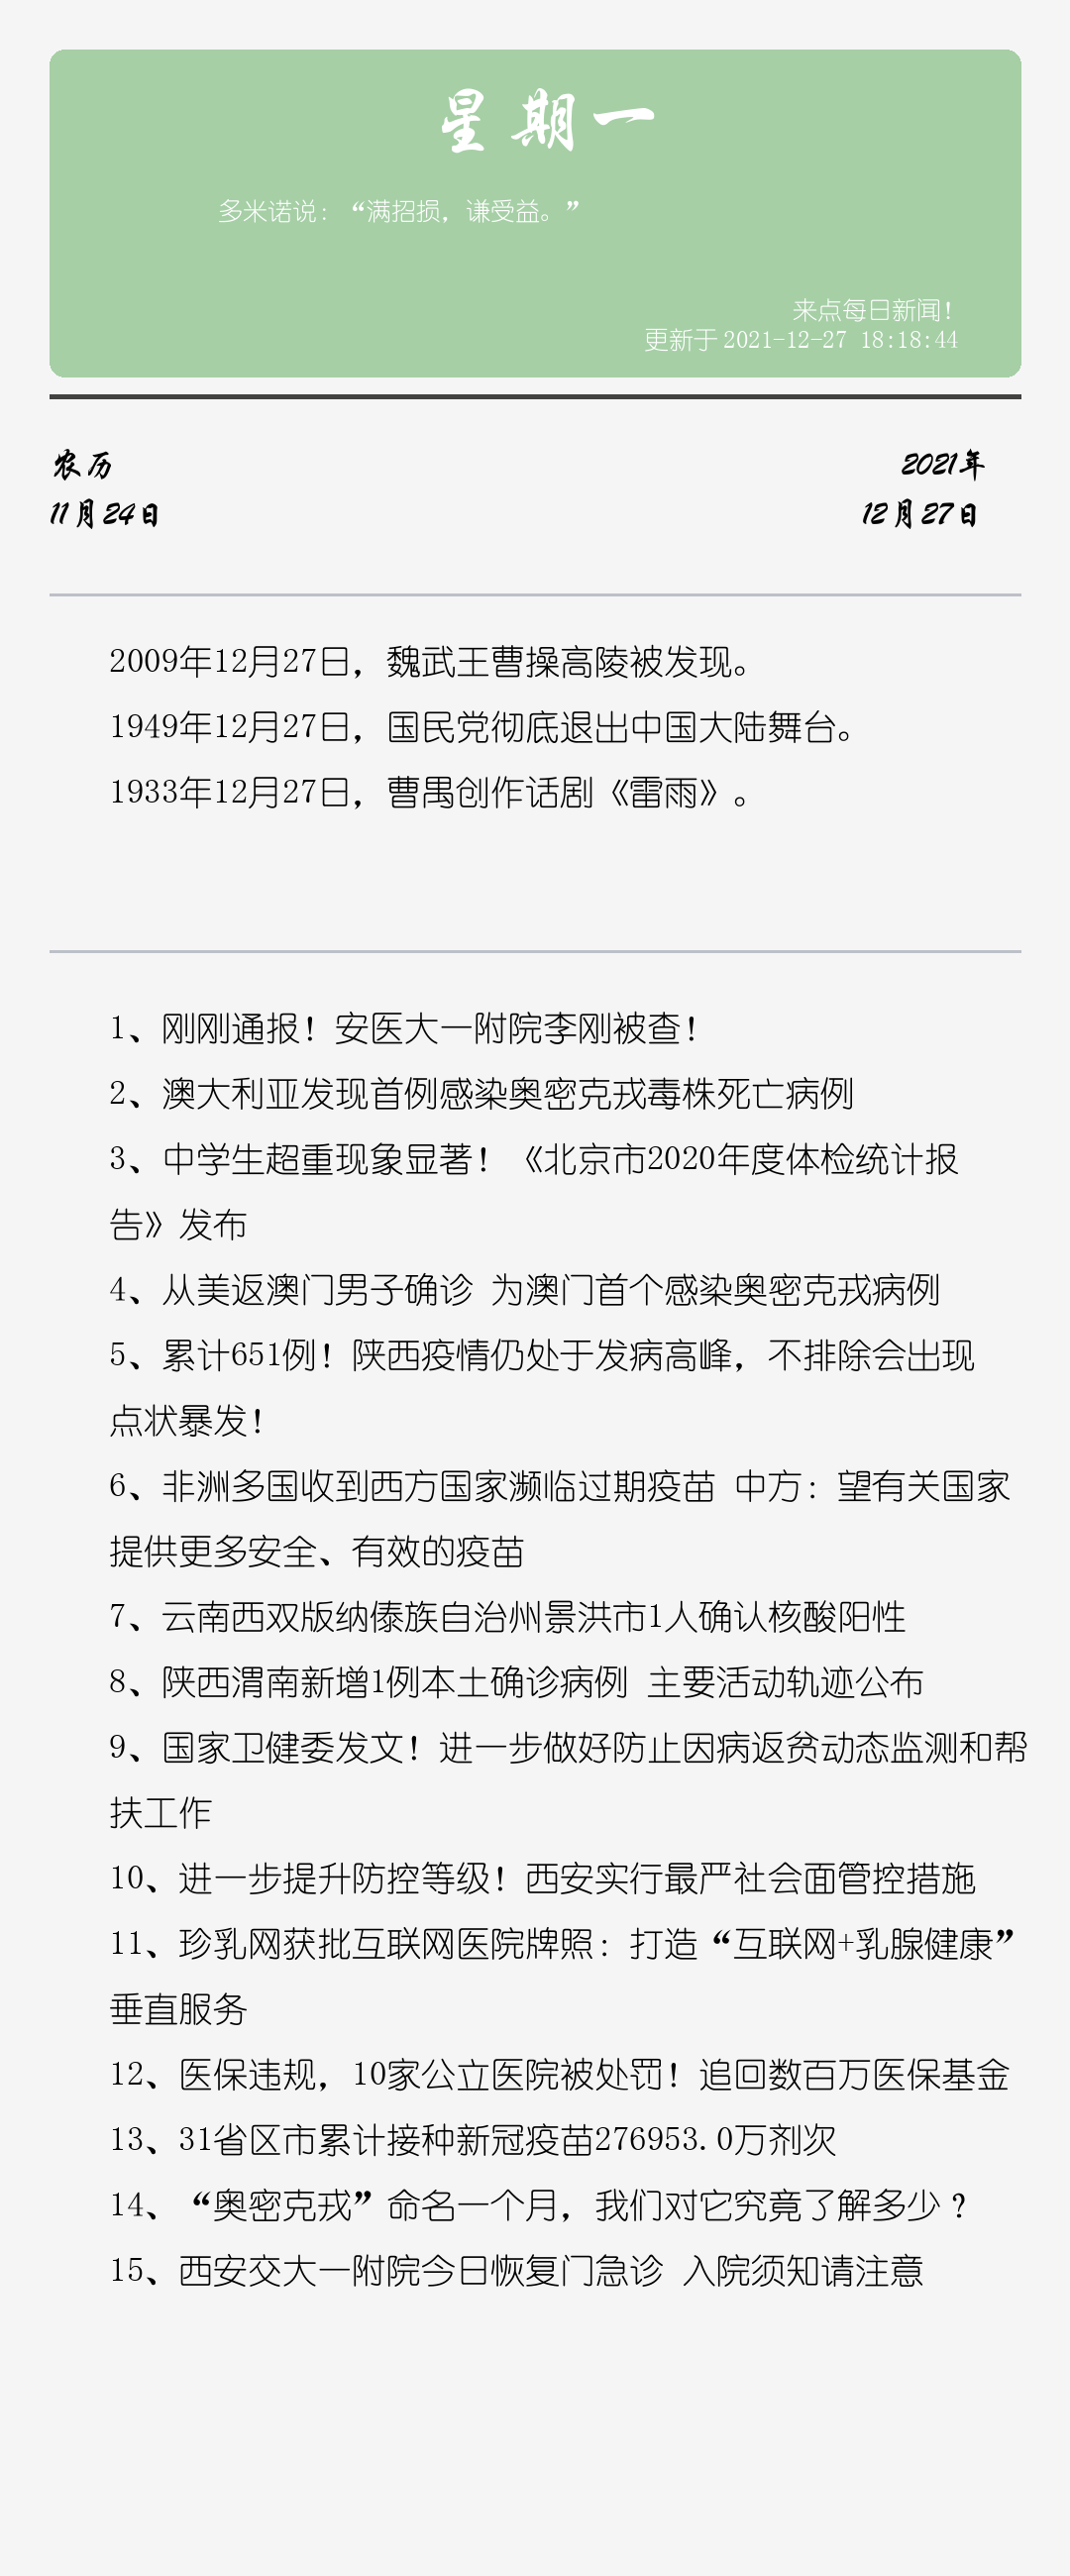 星期一
多米诺说：“满招损，谦受益。”
来点每日新闻！
更新于2021-12-27 18:18:44
农历
2021年
11月24日
12月27日
2009年12月27日，魏武王曹操高陵被发现。
1949年12月27日，国民党彻底退出中国大陆舞台。
1933年12月27日，曹禺创作话剧《雷雨》。
1、刚刚通报！安医大一附院李刚被查！
2、澳大利亚发现首例感染奥密克戎毒株死亡病例
3、中学生超重现象显著！《北京市2020年度体检统计报
告》发布
4、从美返澳门男子确诊 为澳门首个感染奥密克戎病例
5、累计651例！陕西疫情仍处于发病高峰，不排除会出现
点状暴发！
6、非洲多国收到西方国家濒临过期疫苗 中方：望有关国家
提供更多安全、有效的疫苗
7、云南西双版纳傣族自治州景洪市1人确认核酸阳性
8、陕西渭南新增1例本土确诊病例 主要活动轨迹公布
9、国家卫健委发文！进一步做好防止因病返贫动态监测和帮
扶工作
10、进一步提升防控等级！西安实行最严社会面管控措施
11、珍乳网获批互联网医院牌照：打造“互联网+乳腺健康”
垂直服务
12、医保违规，10家公立医院被处罚！追回数百万医保基金
13、31省区市累计接种新冠疫苗276953.0万剂次
14、“奥密克戎”命名一个月，我们对它究竟了解多少？
15、西安交大一附院今日恢复门急诊 入院须知请注意